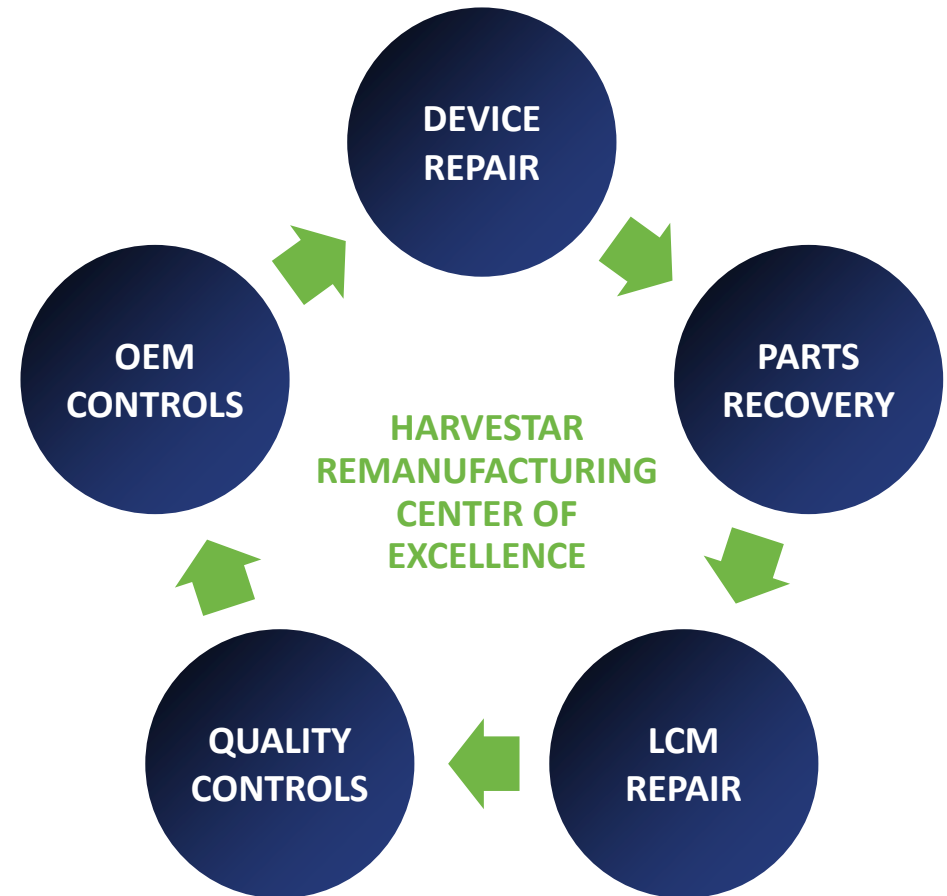 DEVICE
REPAIR
PARTS
RECOVERY
LCM
REPAIR
QUALITY
CONTROLS
OEM
CONTROLS
HARVESTAR
REMANUFACTURING
CENTER OF
EXCELLENCE